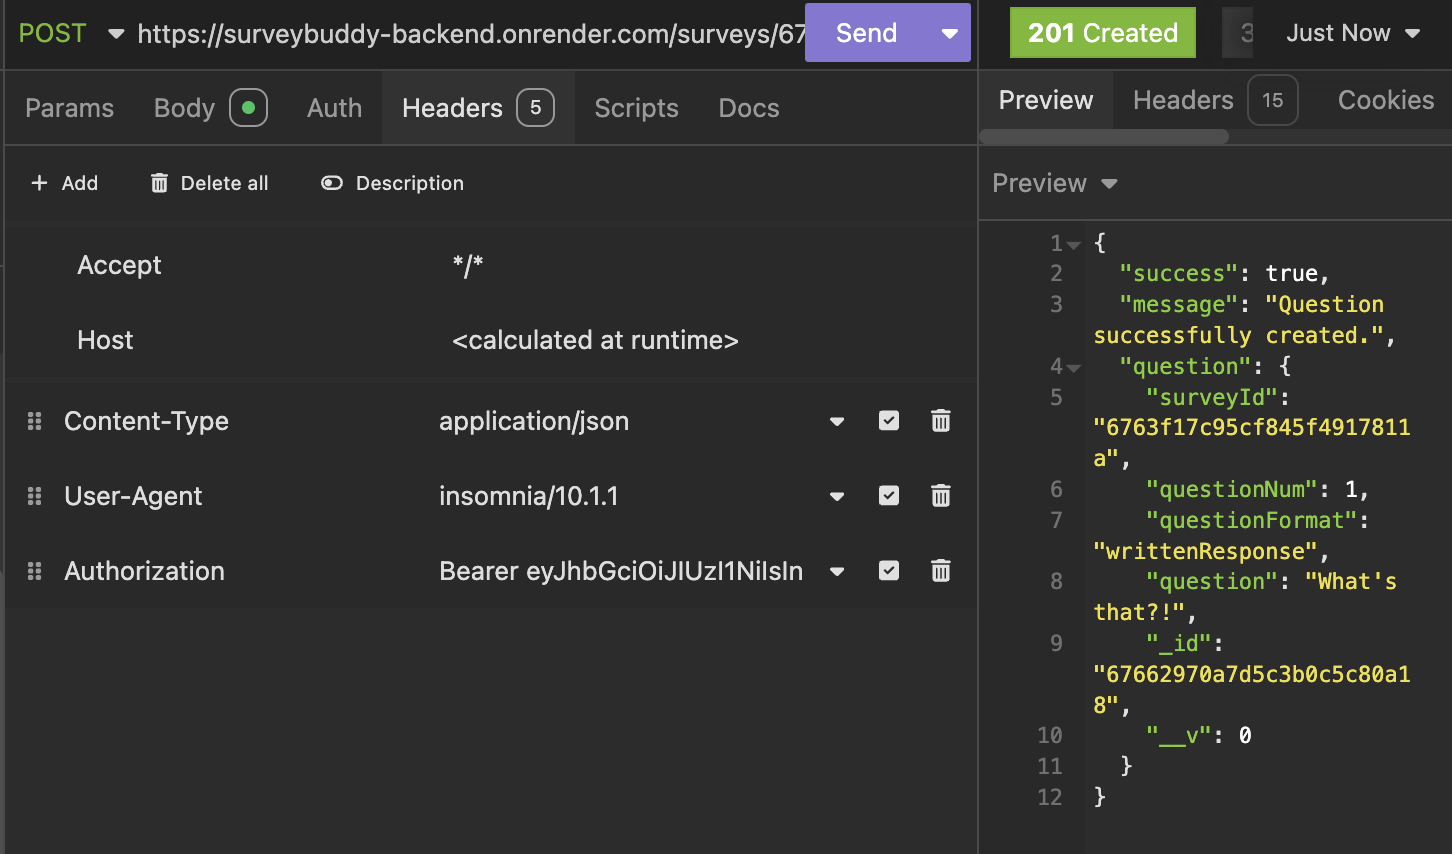 POST https://surveybuddy-backend.onrender.com/surveys/67 Send
Params Body Auth Headers 5 Scripts Docs
+ Add Delete all Description
Accept */*
Host <calculated at runtime>
Content-Type application/json
User-Agent insomnia/10.1.1
Authorization Bearer eyJhbGciOiJIUzI1NiIsIn
201 Created Just Now
Preview Headers 15 Cookies
Preview
1 {
2 "success": true,
3 "message": "Question
successfully created.",
4 "question": {
5 "surveyId":
"6763f17c95cf845f4917811
a",
6 "questionNum": 1,
7 "questionFormat":
"writtenResponse",
8 "question": "What's
that?!",
9 "_id":
"67662970a7d5c3b0c5c80a1
8",
10 "__v": 0
11 }
12 }